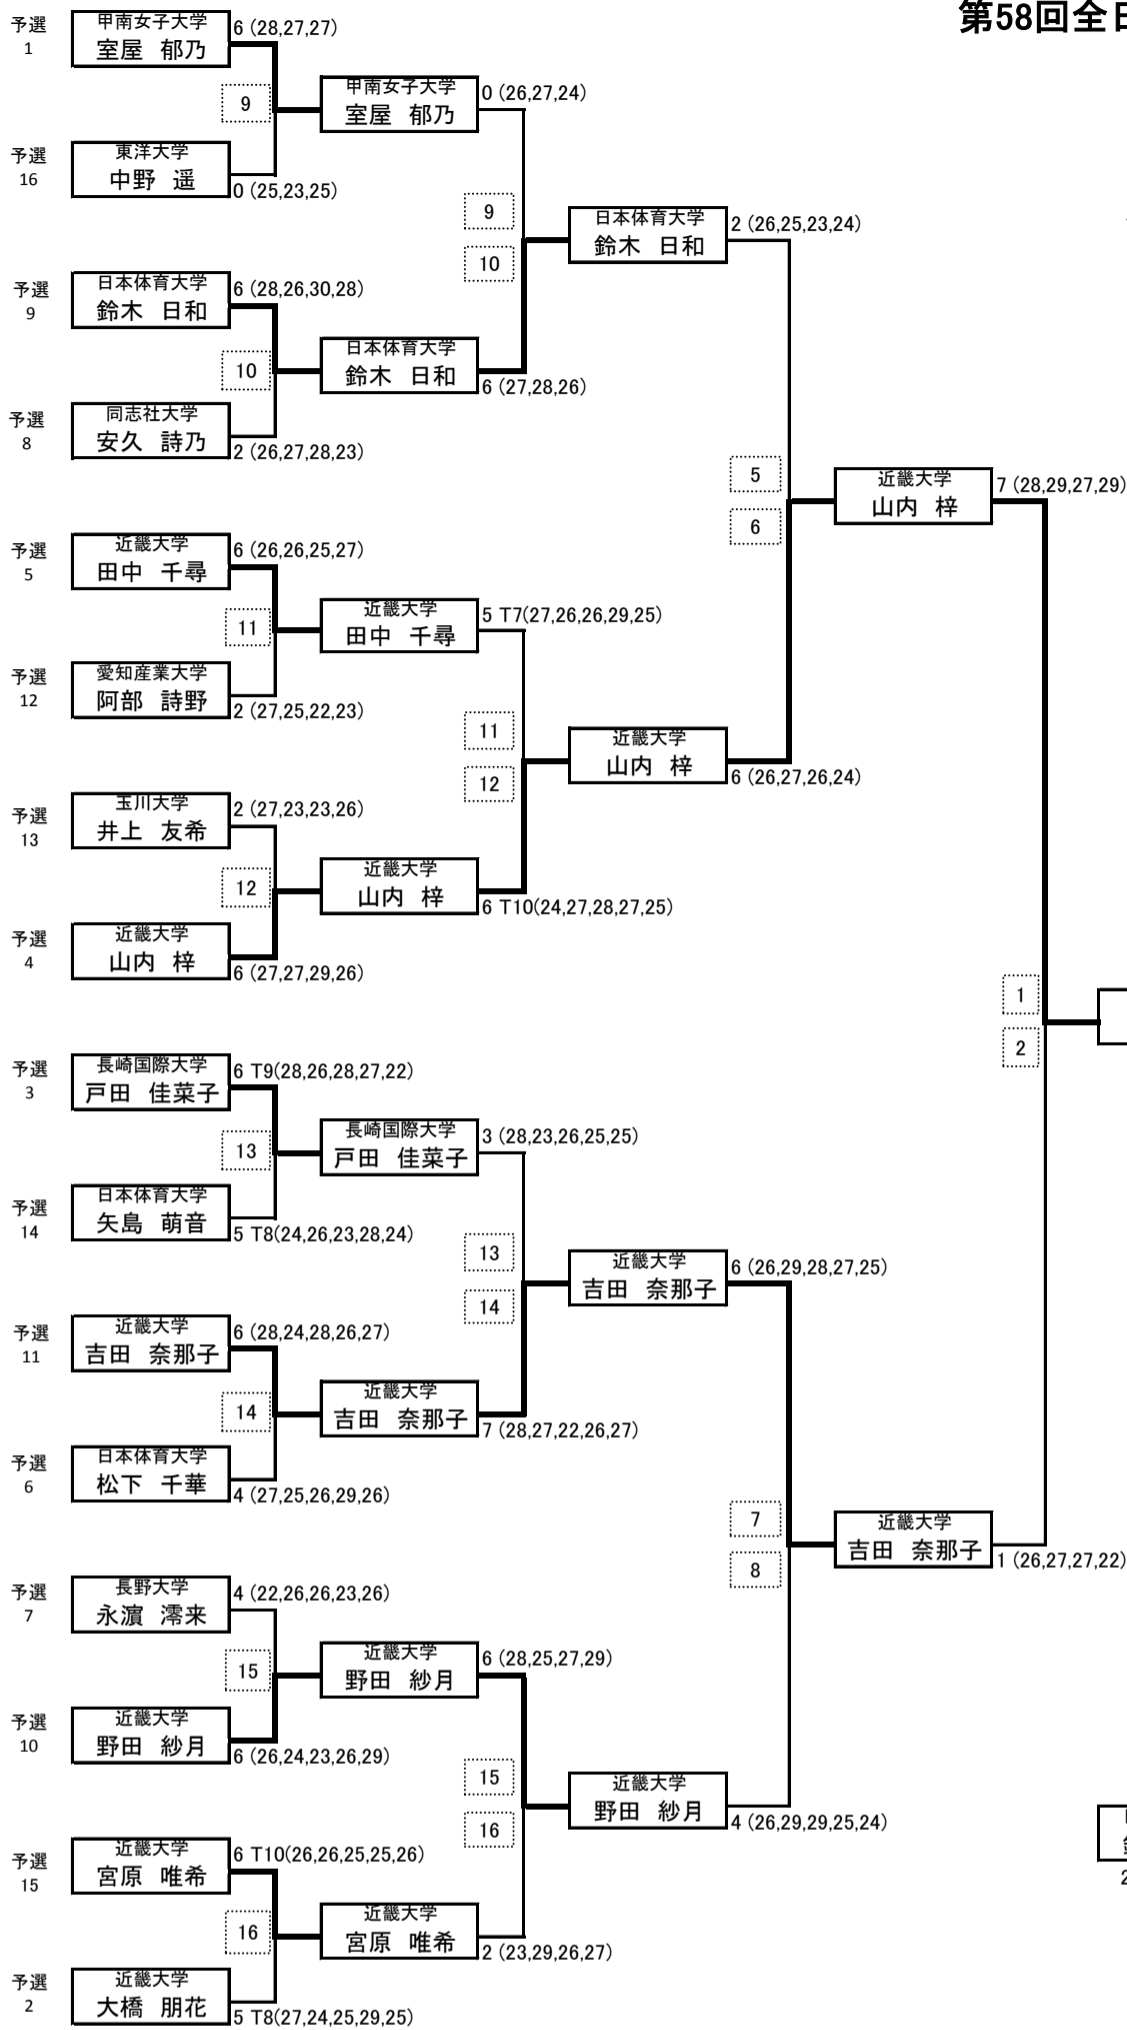 第58回全日
予選
1
甲南女子大学
室屋 郁乃
6 (28,27,27)
9
甲南女子大学
室屋 郁乃
0 (26,27,24)
予選
16
東洋大学
中野 遥
0 (25,23,25)
9
10
日本体育大学
鈴木 日和
2 (26,25,23,24)
予選
9
日本体育大学
鈴木 日和
6 (28,26,30,28)
10
日本体育大学
鈴木 日和
6 (27,28,26)
予選
8
同志社大学
安久 詩乃
2 (26,27,28,23)
5
6
近畿大学
山内 梓
7 (28,29,27,29)
予選
5
近畿大学
田中 千尋
6 (26,26,25,27)
11
近畿大学
田中 千尋
5 T7(27,26,26,29,25)
予選
12
愛知産業大学
阿部 詩野
2 (27,25,22,23)
11
12
近畿大学
山内 梓
6 (26,27,26,24)
予選
13
玉川大学
井上 友希
2 (27,23,23,26)
12
近畿大学
山内 梓
6 T10(24,27,28,27,25)
予選
4
近畿大学
山内 梓
6 (27,27,29,26)
1
2
予選
3
長崎国際大学
戸田 佳菜子
6 T9(28,26,28,27,22)
13
長崎国際大学
戸田 佳菜子
3 (28,23,26,25,25)
予選
14
日本体育大学
矢島 萌音
5 T8(24,26,23,28,24)
13
14
近畿大学
吉田 奈那子
6 (26,29,28,27,25)
予選
11
近畿大学
吉田 奈那子
6 (28,24,28,26,27)
14
近畿大学
吉田 奈那子
7 (28,27,22,26,27)
予選
6
日本体育大学
松下 千華
4 (27,25,26,29,26)
7
8
近畿大学
吉田 奈那子
1 (26,27,27,22)
予選
7
長野大学
永濵 澪来
4 (22,26,26,23,26)
15
近畿大学
野田 紗月
6 (28,25,27,29)
予選
10
近畿大学
野田 紗月
6 (26,24,23,26,29)
15
16
近畿大学
野田 紗月
4 (26,29,29,25,24)
予選
15
近畿大学
宮原 唯希
6 T10(26,26,25,25,26)
16
近畿大学
宮原 唯希
2 (23,29,26,27)
予選
2
近畿大学
大橋 朋花
5 T8(27,24,25,29,25)
2